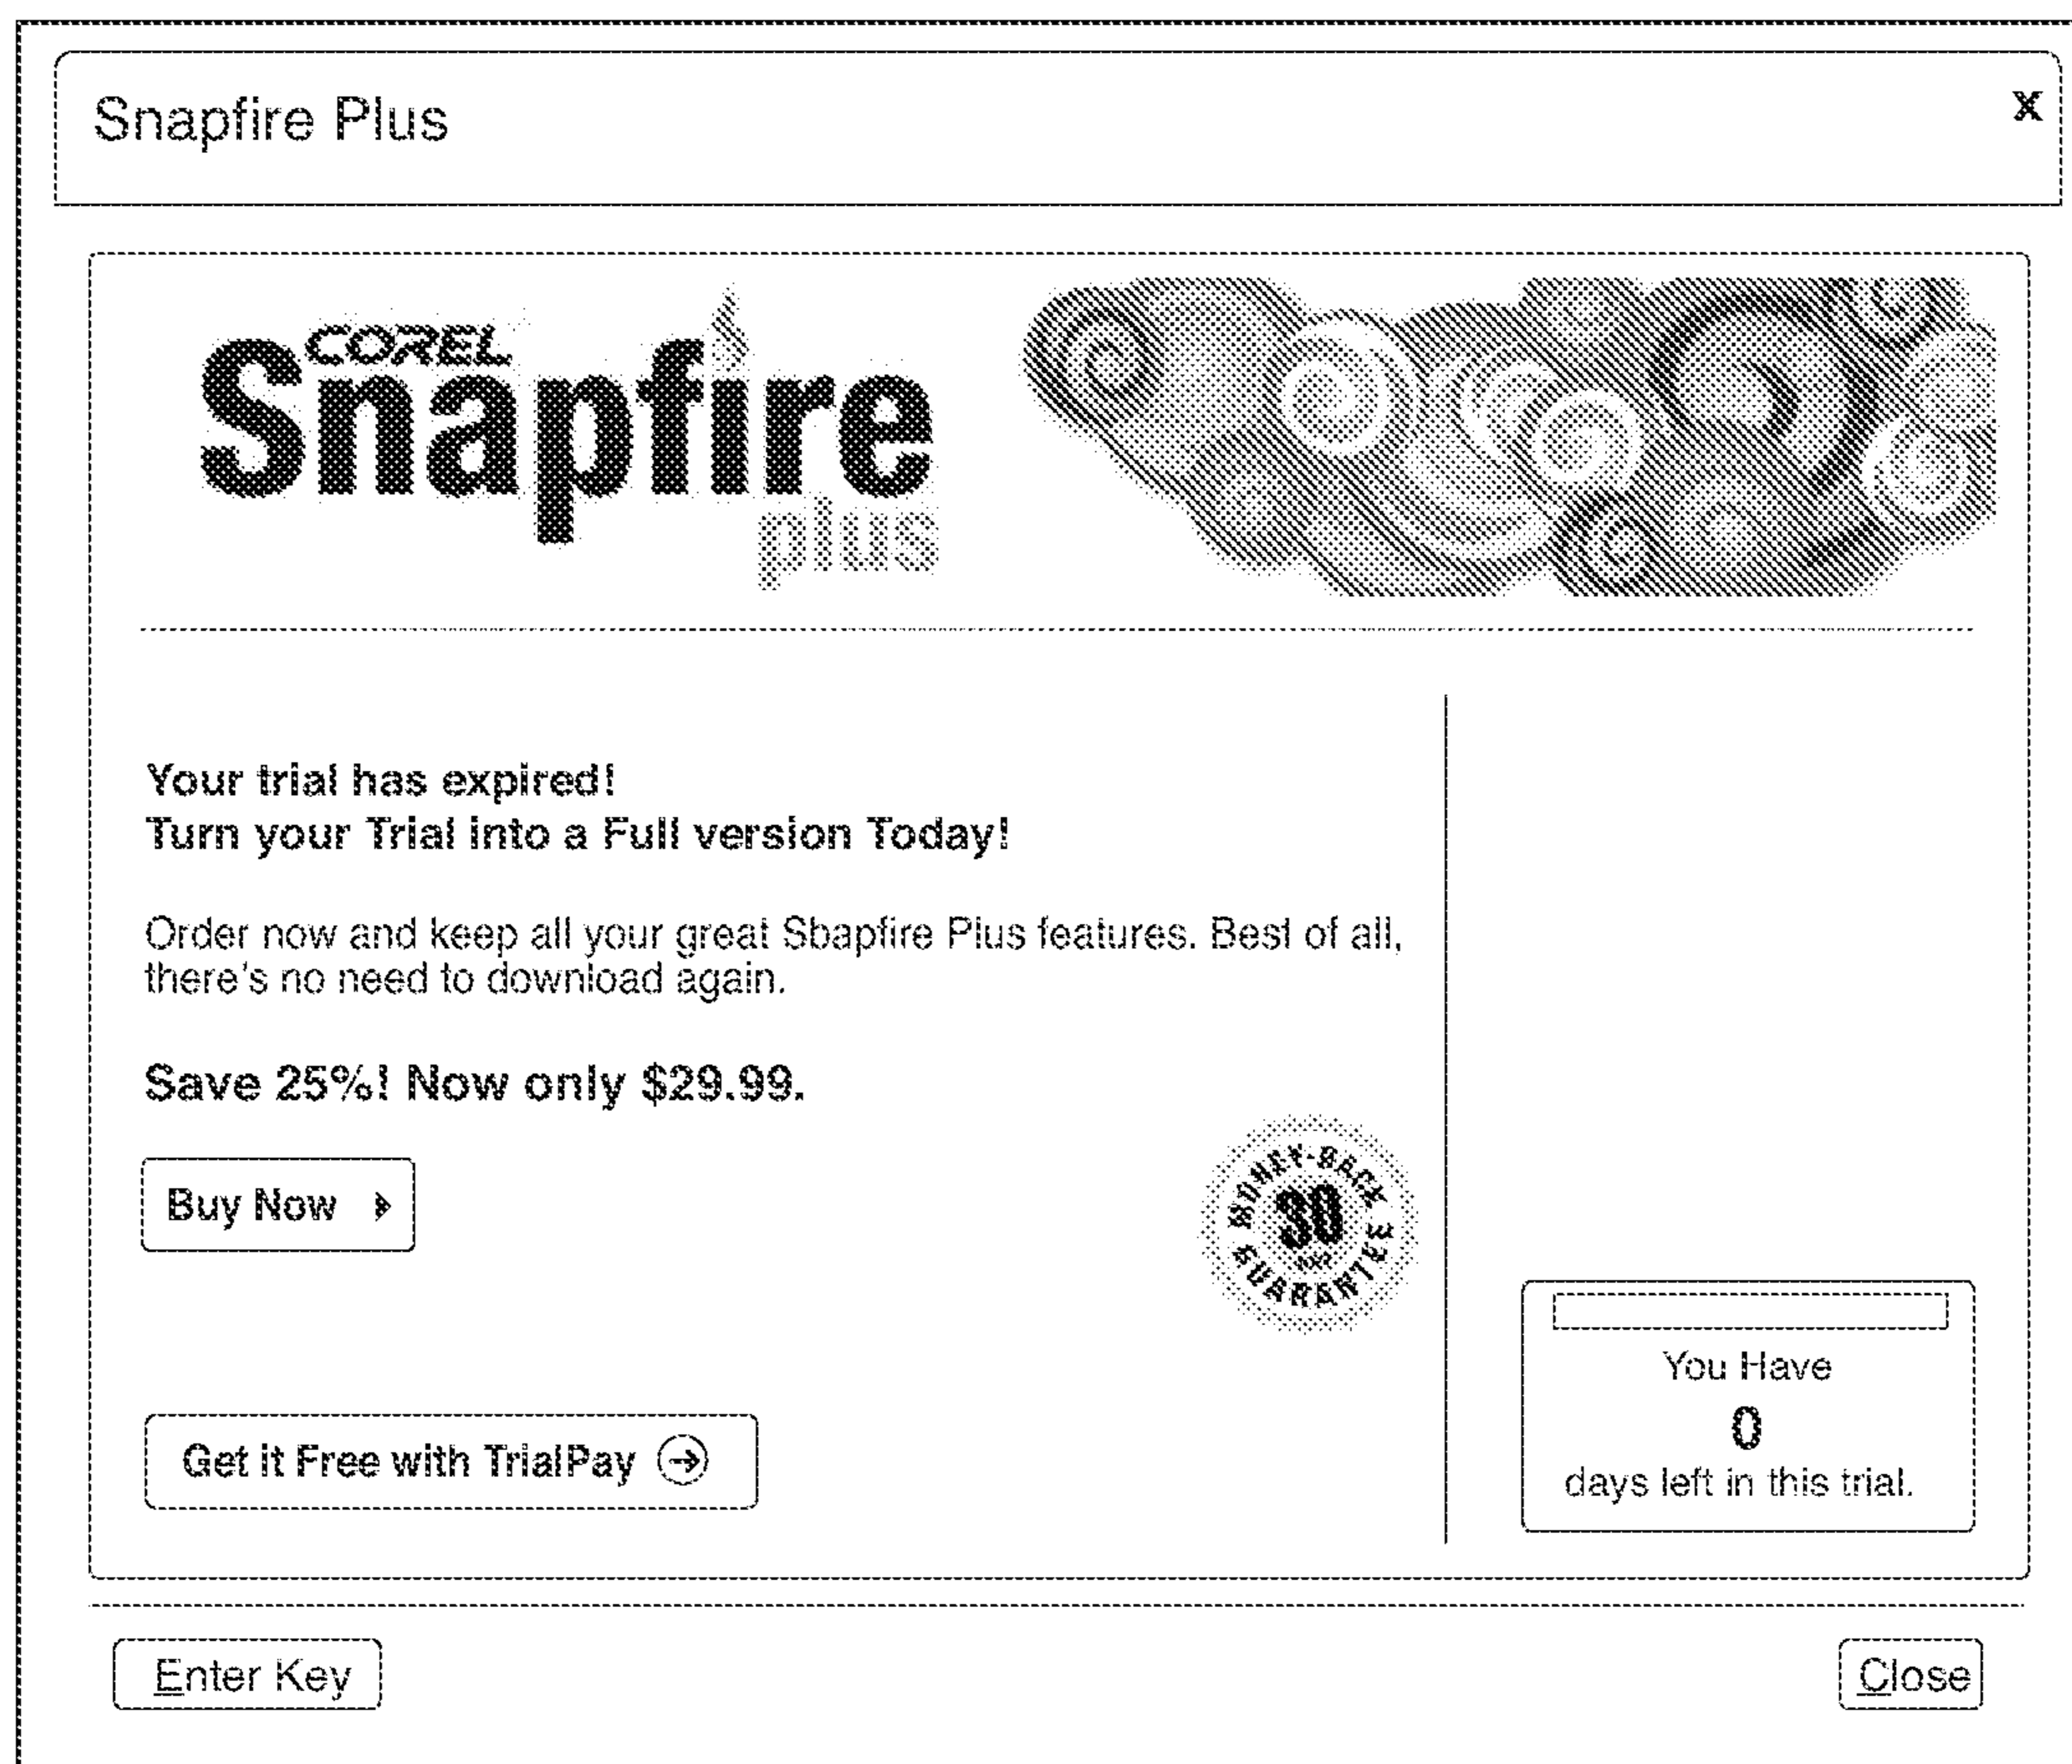 Snapfire Plus x
COREL
Snapfire
plus
Your trial has expired!
Turn your Trial into a Full version Today!
Order now and keep all your great Sbapfire Plus features. Best of all,
there's no need to download again.
Save 25%! Now only $29.99.
Buy Now
MONEY-BACK
30
GUARANTEE
Get it Free with TrialPay
You Have
0
days left in this trial.
Enter Key
Close